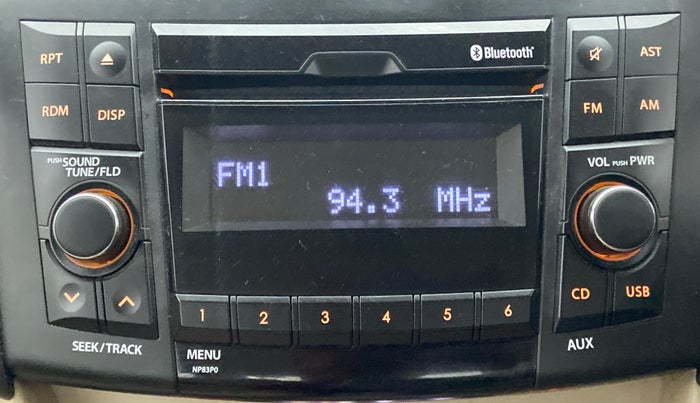 RPT
RDM
DISP
PUSH SOUND
TUNE/FLD
SEEK/TRACK
Bluetooth®
FM1
94.3 MHz
1 2 3 4 5 6
MENU
NP83P0
AST
FM
AM
VOL PUSH PWR
CD
USB
AUX